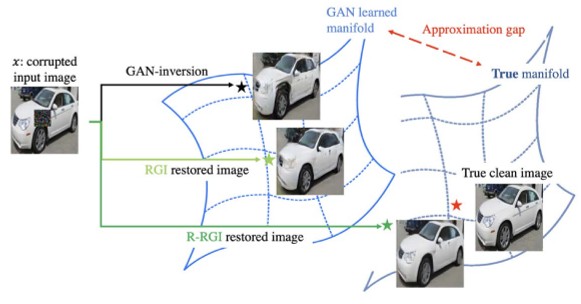 GAN learned
manifold
Approximation gap
x: corrupted
input image
GAN-inversion
True manifold
RGI restored image
True clean image
R-RGI restored image